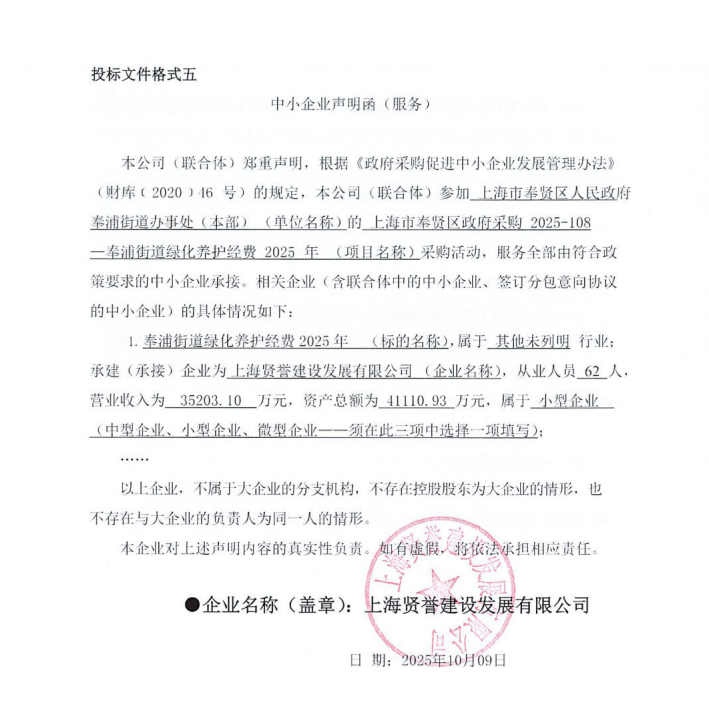 投标文件格式五
中小企业声明函（服务）
本公司（联合体）郑重声明，根据《政府采购促进中小企业发展管理办法》
（财库﹝2020﹞46 号）的规定，本公司（联合体）参加 上海市奉贤区人民政府
奉浦街道办事处（本部）（单位名称）的 上海市奉贤区政府采购 2025-108
—奉浦街道绿化养护经费 2025 年 （项目名称）采购活动，服务全部由符合政
策要求的中小企业承接。相关企业（含联合体中的中小企业、签订分包意向协议
的中小企业）的具体情况如下：
1. 奉浦街道绿化养护经费 2025 年 （标的名称），属于 其他未列明 行业；
承建（承接）企业为 上海贤誉建设发展有限公司 （企业名称），从业人员 62 人，
营业收入为 35203.10 万元，资产总额为 41110.93 万元，属于 小型企业
（中型企业、小型企业、微型企业——须在此三项中选择一项填写）；
……
以上企业，不属于大企业的分支机构，不存在控股股东为大企业的情形，也
不存在与大企业的负责人为同一人的情形。
本企业对上述声明内容的真实性负责。如有虚假，将依法承担相应责任。
上海贤誉建设发展有限公司
●企业名称（盖章）：上海贤誉建设发展有限公司
日 期：2025年10月09日